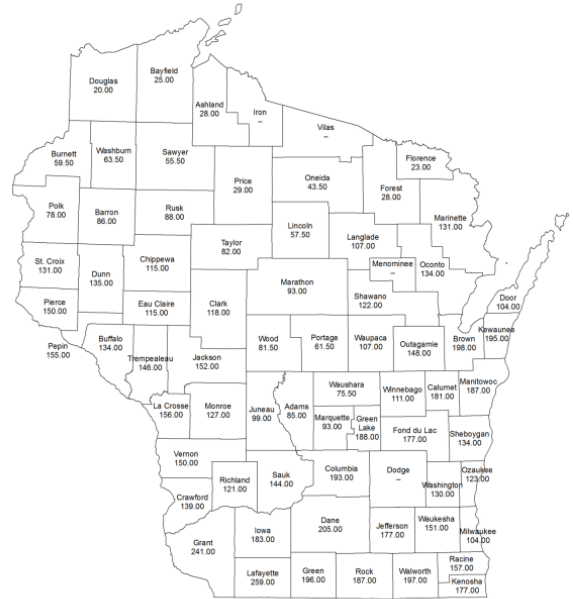 Douglas
20.00
Bayfield
25.00
Ashland
28.00
Iron
--
Vilas
--
Burnett
59.50
Washburn
63.50
Sawyer
55.50
Price
29.00
Oneida
43.50
Forest
28.00
Florence
23.00
Polk
78.00
Barron
86.00
Rusk
88.00
Lincoln
57.50
Langlade
107.00
Marinette
131.00
Taylor
82.00
St. Croix
131.00
Dunn
135.00
Chippewa
115.00
Marathon
93.00
Menominee
--
Oconto
134.00
Shawano
122.00
Door
104.00
Pierce
150.00
Eau Claire
115.00
Clark
118.00
Pepin
155.00
Buffalo
134.00
Trempealeau
146.00
Jackson
152.00
Wood
81.50
Portage
61.50
Waupaca
107.00
Outagamie
148.00
Brown
198.00
Kewaunee
195.00
La Crosse
156.00
Monroe
127.00
Juneau
99.00
Adams
85.00
Waushara
75.50
Winnebago
111.00
Calumet
181.00
Manitowoc
187.00
Marquette
93.00
Green
Lake
188.00
Fond du Lac
177.00
Sheboygan
134.00
Vernon
150.00
Richland
121.00
Sauk
144.00
Columbia
193.00
Dodge
--
Washington
130.00
Ozaukee
123.00
Crawford
139.00
Grant
241.00
Iowa
183.00
Dane
205.00
Jefferson
177.00
Waukesha
151.00
Milwaukee
104.00
Lafayette
259.00
Green
196.00
Rock
187.00
Walworth
197.00
Racine
157.00
Kenosha
177.00